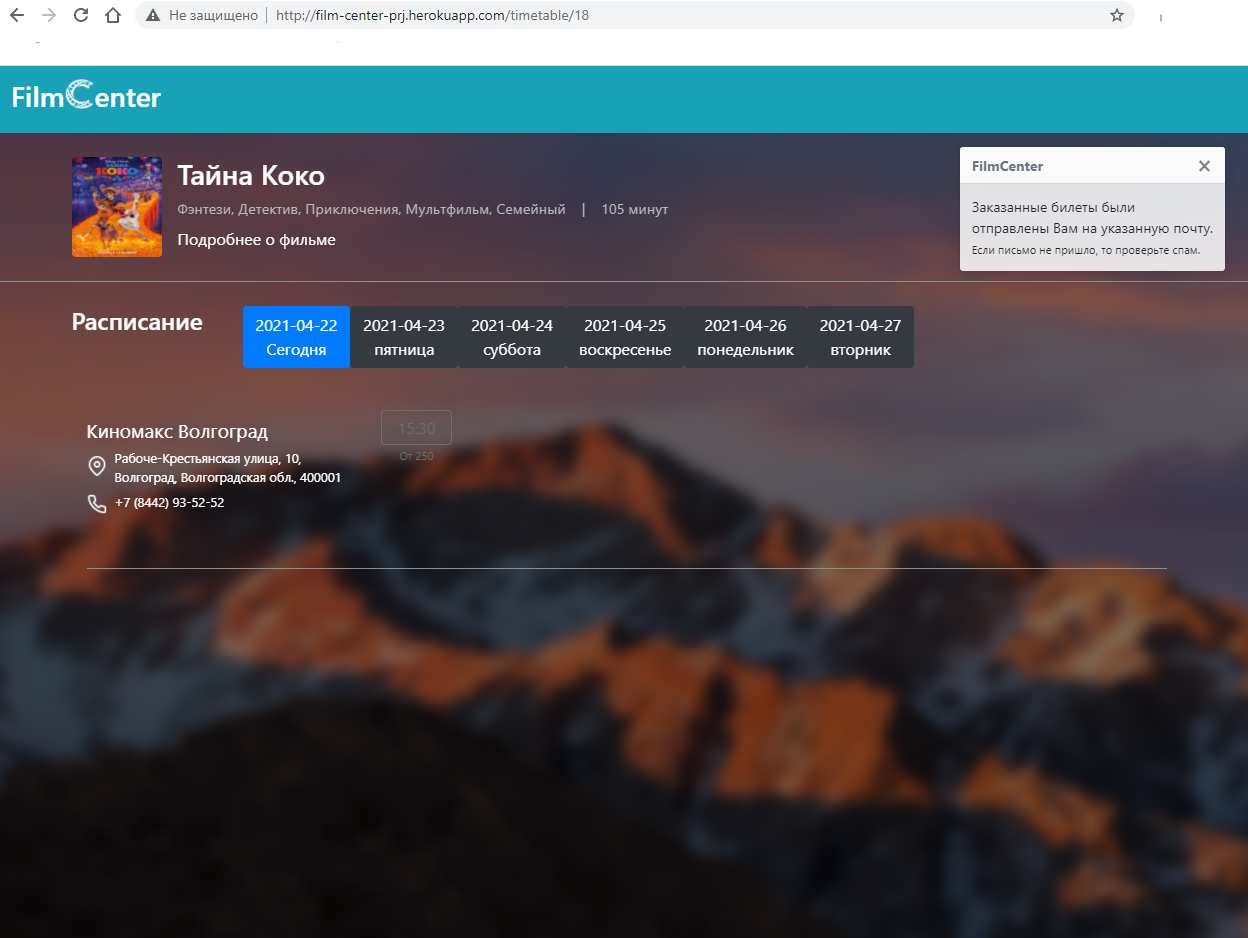 Не защищено
http://film-center-prj.herokuapp.com/timetable/18
FilmCenter
КОКО
Тайна Коко
Фэнтези, Детектив, Приключения, Мультфильм, Семейный | 105 минут
Подробнее о фильме
FilmCenter
Заказанные билеты были
отправлены Вам на указанную почту.
Если письмо не пришло, то проверьте спам.
Расписание
2021-04-22
Сегодня
2021-04-23
пятница
2021-04-24
суббота
2021-04-25
воскресенье
2021-04-26
понедельник
2021-04-27
вторник
Киномакс Волгоград
Рабоче-Крестьянская улица, 10,
Волгоград, Волгоградская обл., 400001
+7 (8442) 93-52-52
15:30
От 250